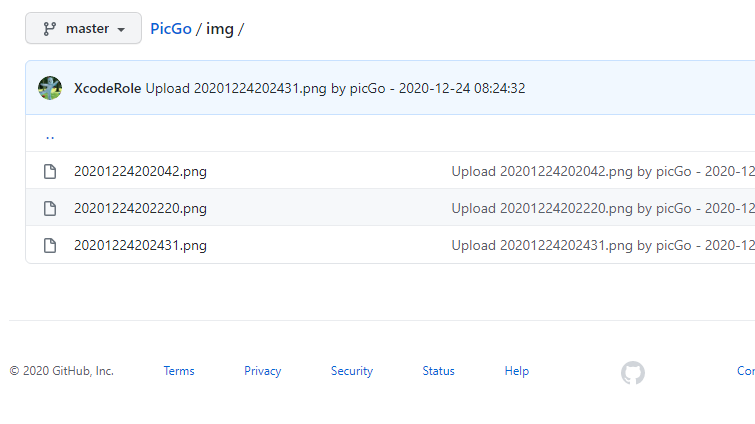 master PicGo / img /
XcodeRole Upload 20201224202431.png by picGo - 2020-12-24 08:24:32
..
20201224202042.png Upload 20201224202042.png by picGo - 2020-12
20201224202220.png Upload 20201224202220.png by picGo - 2020-12
20201224202431.png Upload 20201224202431.png by picGo - 2020-12
© 2020 GitHub, Inc. Terms Privacy Security Status Help Con